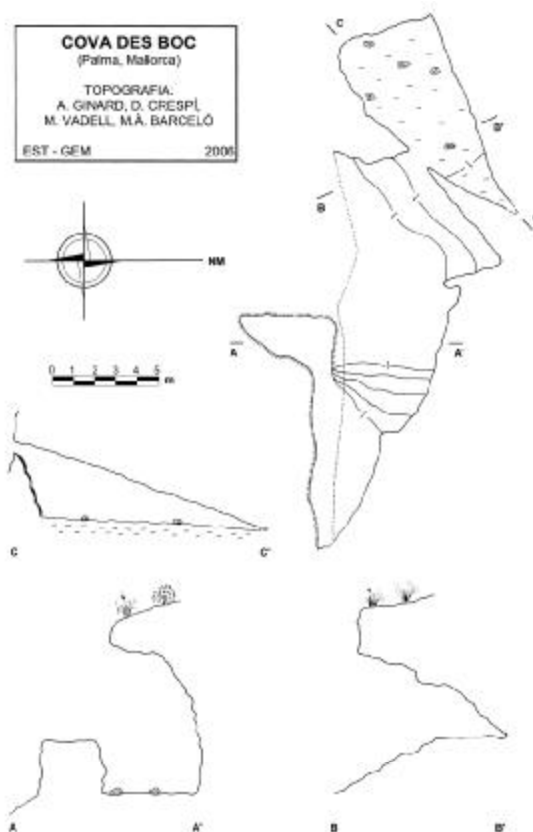 COVA DES BOC
(Palma, Mallorca)
TOPOGRAFIA.
A. GINARD, D. CRESPÍ,
M. VADELL, M.À. BARCELÓ
EST - GEM 2006
C
B'
B
NM
A A'
0 1 2 3 4 5 m
C C'
A A' B B'